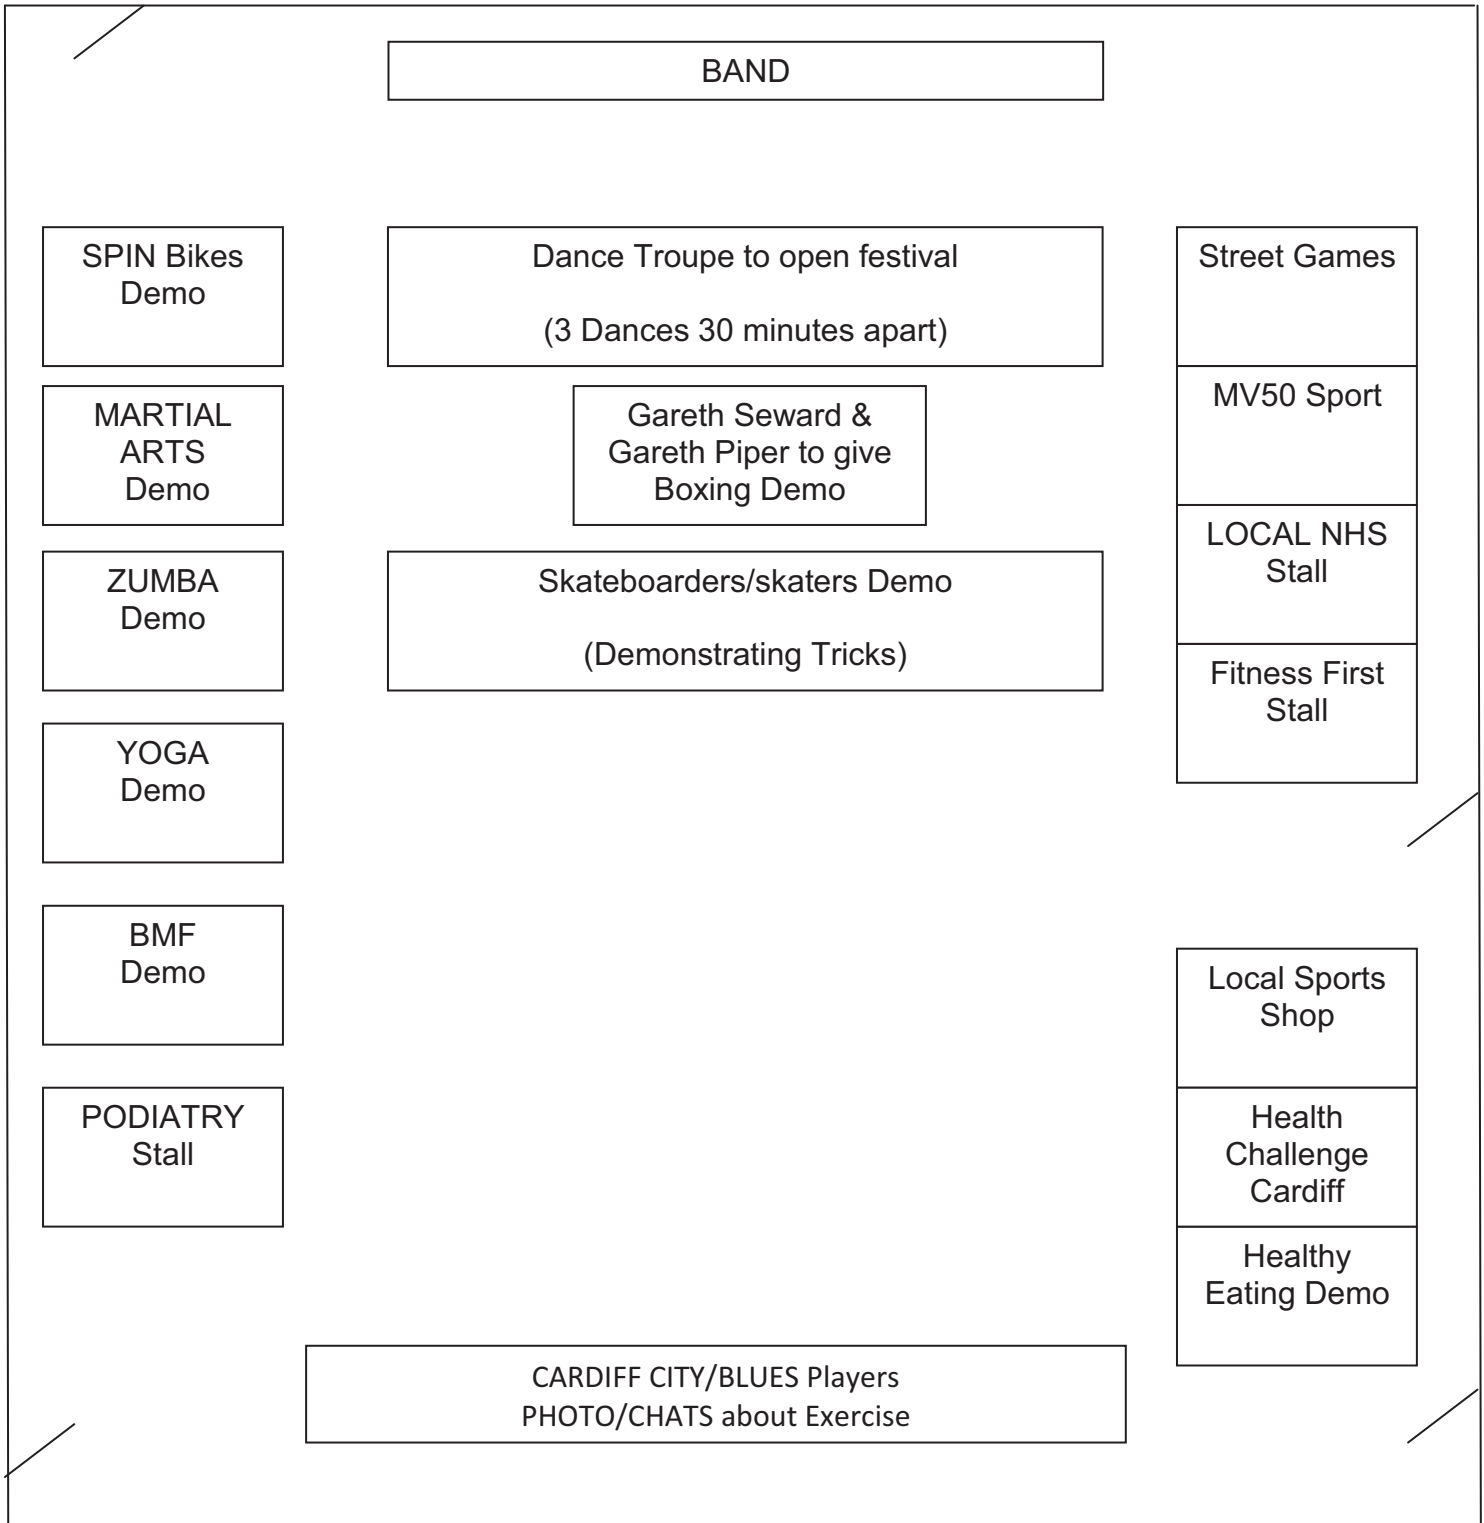 BAND
SPIN Bikes
Demo
Dance Troupe to open festival
(3 Dances 30 minutes apart)
Street Games
MARTIAL
ARTS
Demo
Gareth Seward &
Gareth Piper to give
Boxing Demo
MV50 Sport
ZUMBA
Demo
Skateboarders/skaters Demo
(Demonstrating Tricks)
LOCAL NHS
Stall
Fitness First
Stall
YOGA
Demo
BMF
Demo
Local Sports
Shop
PODIATRY
Stall
Health
Challenge
Cardiff
Healthy
Eating Demo
CARDIFF CITY/BLUES Players
PHOTO/CHATS about Exercise